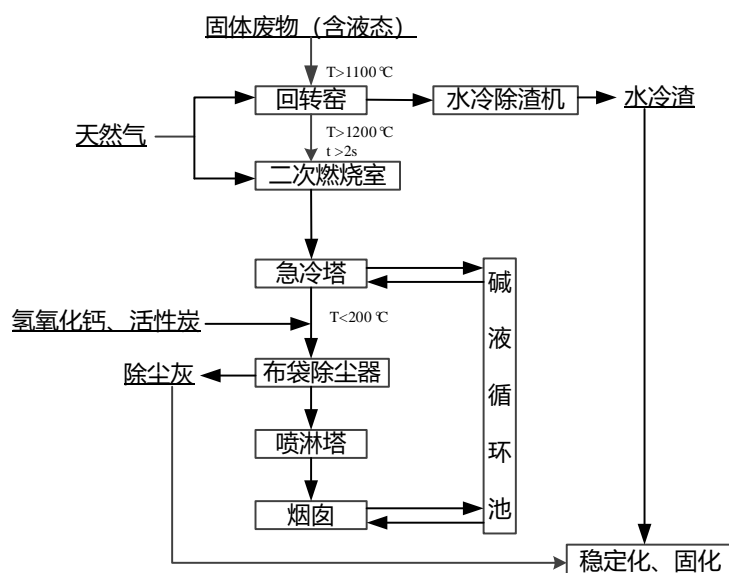 固体废物（含液态）
T>1100℃
回转窑
水冷除渣机
水冷渣
天然气
T>1200℃
t >2s
二次燃烧室
急冷塔
碱液循环池
氢氧化钙、活性炭
T<200℃
除尘灰
布袋除尘器
喷淋塔
烟囱
稳定化、固化